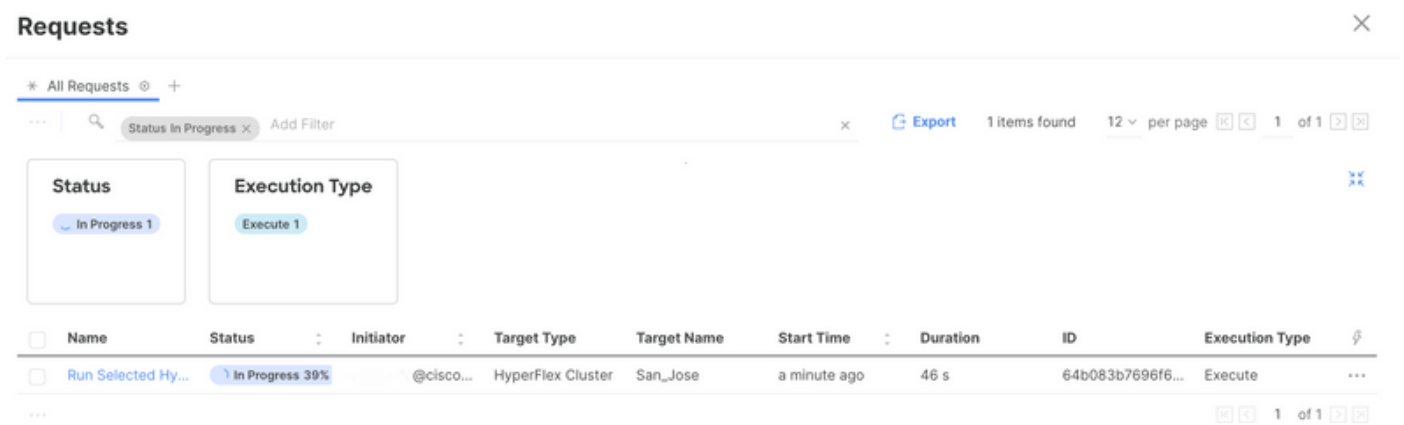 Requests
All Requests
Status In Progress × Add Filter × Export 1 items found 12 per page 1 of 1
Status Execution Type
In Progress 1 Execute 1
Name Status Initiator Target Type Target Name Start Time Duration ID Execution Type
Run Selected Hy... In Progress 39% @cisco... HyperFlex Cluster San_Jose a minute ago 46 s 64b083b7696f6... Execute ...
1 of 1